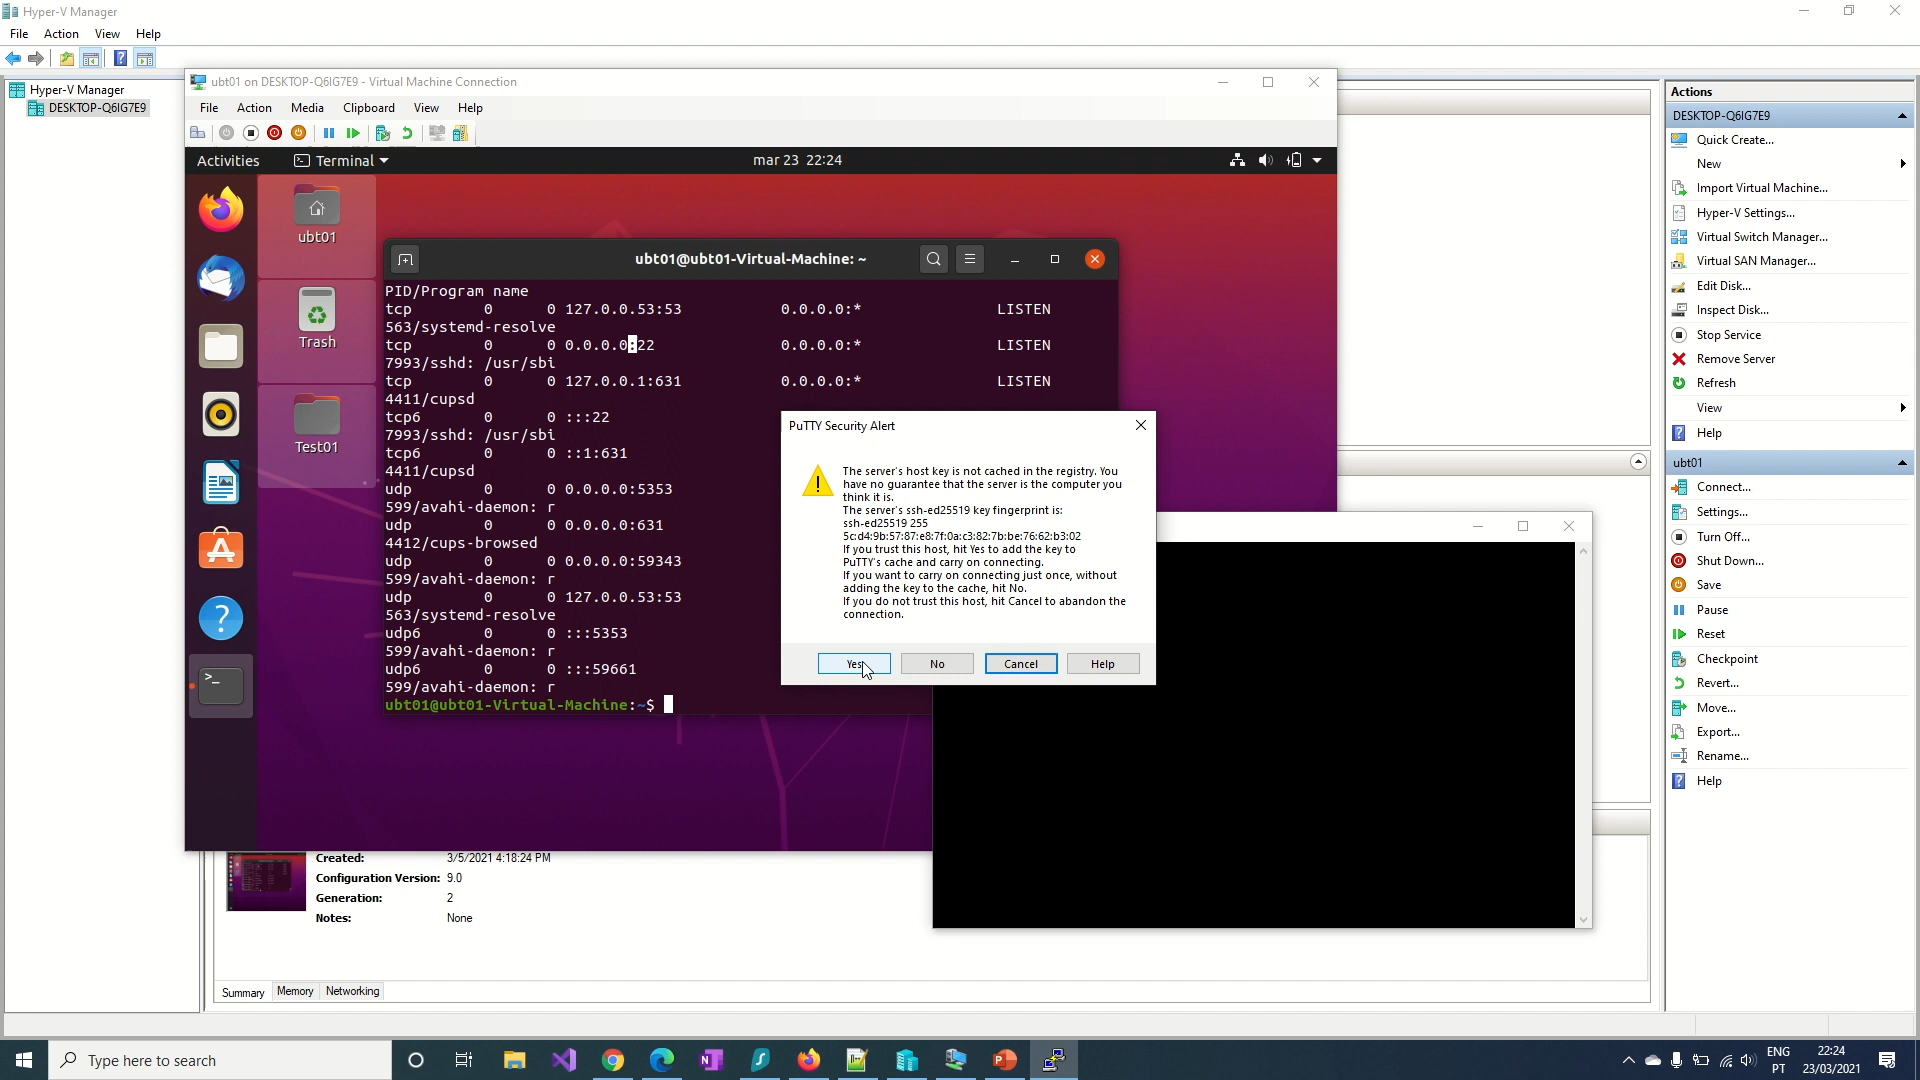 Hyper-V Manager
File Action View Help
Hyper-V Manager
DESKTOP-Q6IG7E9
ubt01 on DESKTOP-Q6IG7E9 - Virtual Machine Connection
File Action Media Clipboard View Help
Activities Terminal mar 23 22:24
ubt01
Trash
Test01
ubt01@ubt01-Virtual-Machine: ~
PID/Program name
tcp 0 0 127.0.0.53:53 0.0.0.0:* LISTEN
563/systemd-resolve
tcp 0 0 0.0.0.0:22 0.0.0.0:* LISTEN
7993/sshd: /usr/sbi
tcp 0 0 127.0.0.1:631 0.0.0.0:* LISTEN
4411/cupsd
tcp6 0 0 :::22
7993/sshd: /usr/sbi
tcp6 0 0 ::1:631
4411/cupsd
udp 0 0 0.0.0.0:5353
599/avahi-daemon: r
udp 0 0 0.0.0.0:631
4412/cups-browsed
udp 0 0 0.0.0.0:59343
599/avahi-daemon: r
udp 0 0 127.0.0.53:53
563/systemd-resolve
udp6 0 0 :::5353
599/avahi-daemon: r
udp6 0 0 :::59661
599/avahi-daemon: r
ubt01@ubt01-Virtual-Machine:~$
PuTTY Security Alert
The server's host key is not cached in the registry. You
have no guarantee that the server is the computer you
think it is.
The server's ssh-ed25519 key fingerprint is:
ssh-ed25519 255
5c:d4:9b:57:87:e8:7f:0a:c3:82:7b:be:76:62:b3:02
If you trust this host, hit Yes to add the key to
PuTTY's cache and carry on connecting.
If you want to carry on connecting just once, without
adding the key to the cache, hit No.
If you do not trust this host, hit Cancel to abandon the
connection.
Yes No Cancel Help
Created: 3/5/2021 4:18:24 PM
Configuration Version: 9.0
Generation: 2
Notes: None
Summary Memory Networking
Actions
DESKTOP-Q6IG7E9
Quick Create...
New
Import Virtual Machine...
Hyper-V Settings...
Virtual Switch Manager...
Virtual SAN Manager...
Edit Disk...
Inspect Disk...
Stop Service
Remove Server
Refresh
View
Help
ubt01
Connect...
Settings...
Turn Off...
Shut Down...
Save
Pause
Reset
Checkpoint
Revert...
Move...
Export...
Rename...
Help
Type here to search
ENG
PT
22:24
23/03/2021